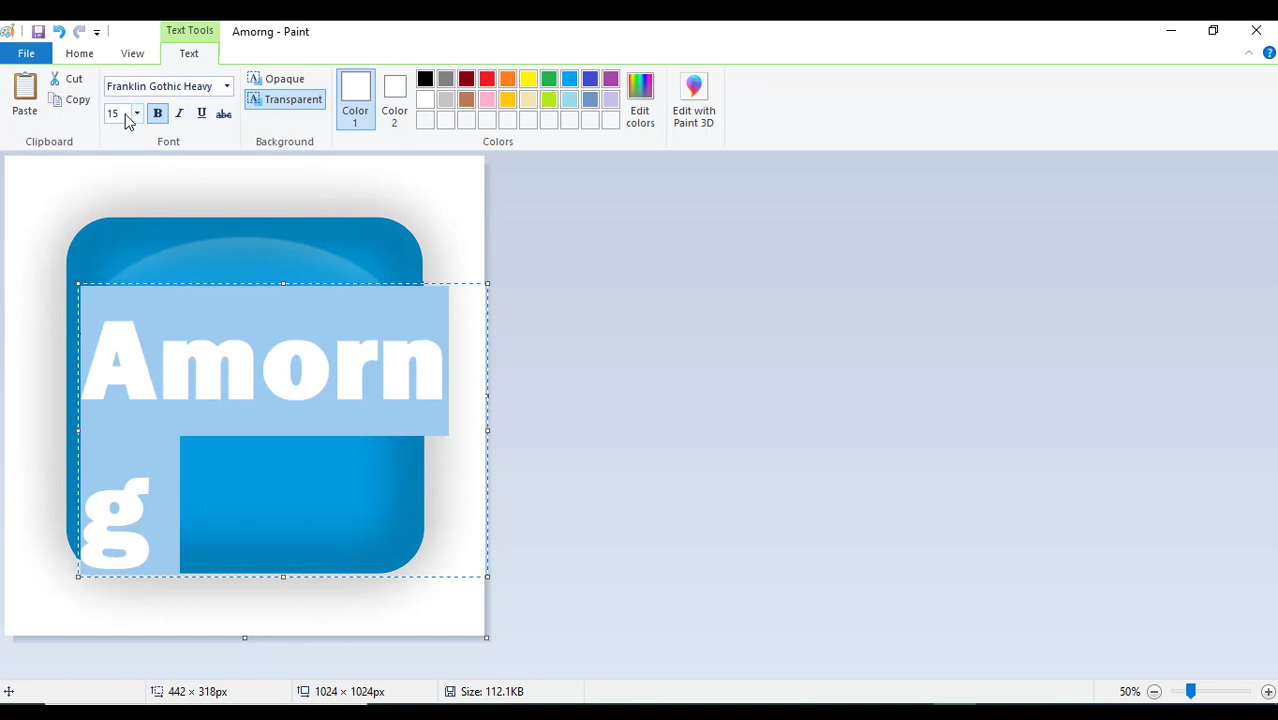 Text Tools
Amorng - Paint
File
Home
View
Text
Paste
Cut
Copy
Clipboard
Franklin Gothic Heavy
15
B I U abc
Font
Opaque
Transparent
Background
Color 1
Color 2
Edit colors
Colors
Edit with Paint 3D
Amorn
g
442 × 318px
1024 × 1024px
Size: 112.1KB
50%